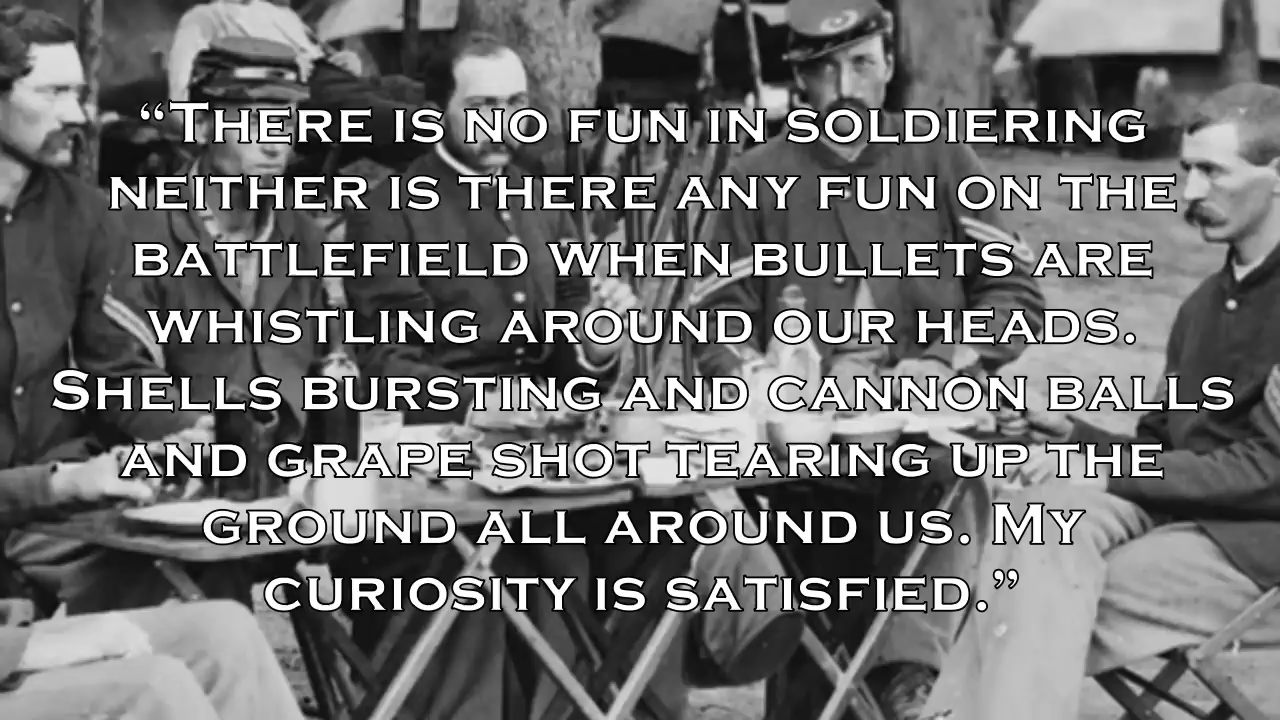 “There is no fun in soldiering
neither is there any fun on the
battlefield when bullets are
whistling around our heads.
Shells bursting and cannon balls
and grape shot tearing up the
ground all around us. My
curiosity is satisfied.”